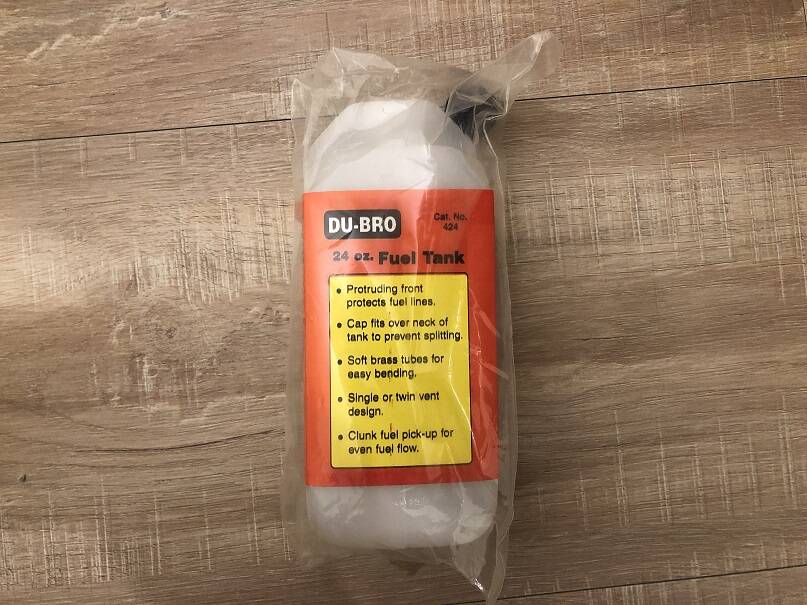 DU-BRO
Cat. No.
424
24 oz. Fuel Tank
• Protruding front
protects fuel lines.
• Cap fits over neck of
tank to prevent splitting.
• Soft brass tubes for
easy bending.
• Single or twin vent
design.
• Clunk fuel pick-up for
even fuel flow.